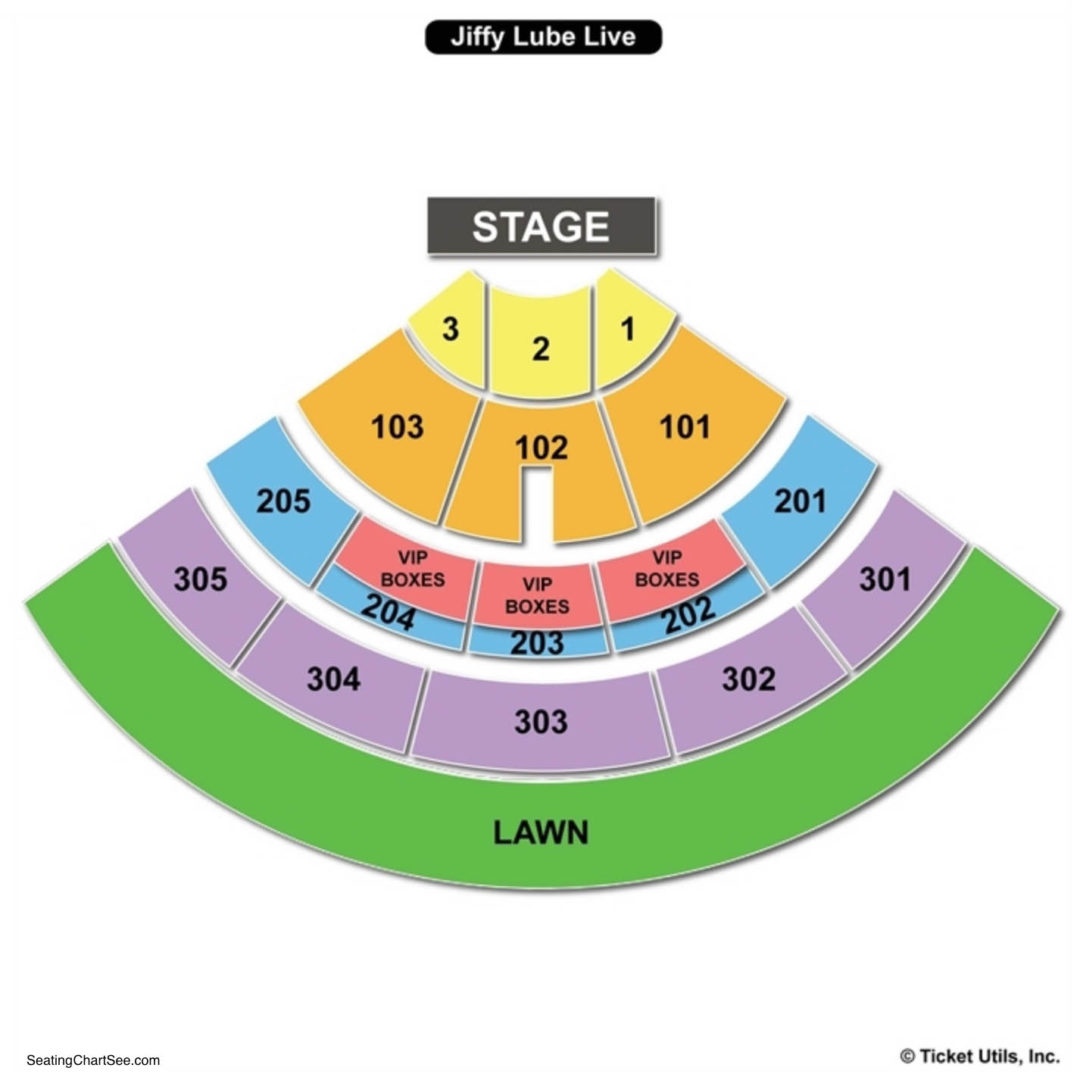 Jiffy Lube Live
STAGE
3
2
1
103
102
101
205
201
VIP
BOXES
VIP
BOXES
VIP
BOXES
204
203
202
305
301
304
303
302
LAWN
SeatingChartSee.com
© Ticket Utils, Inc.